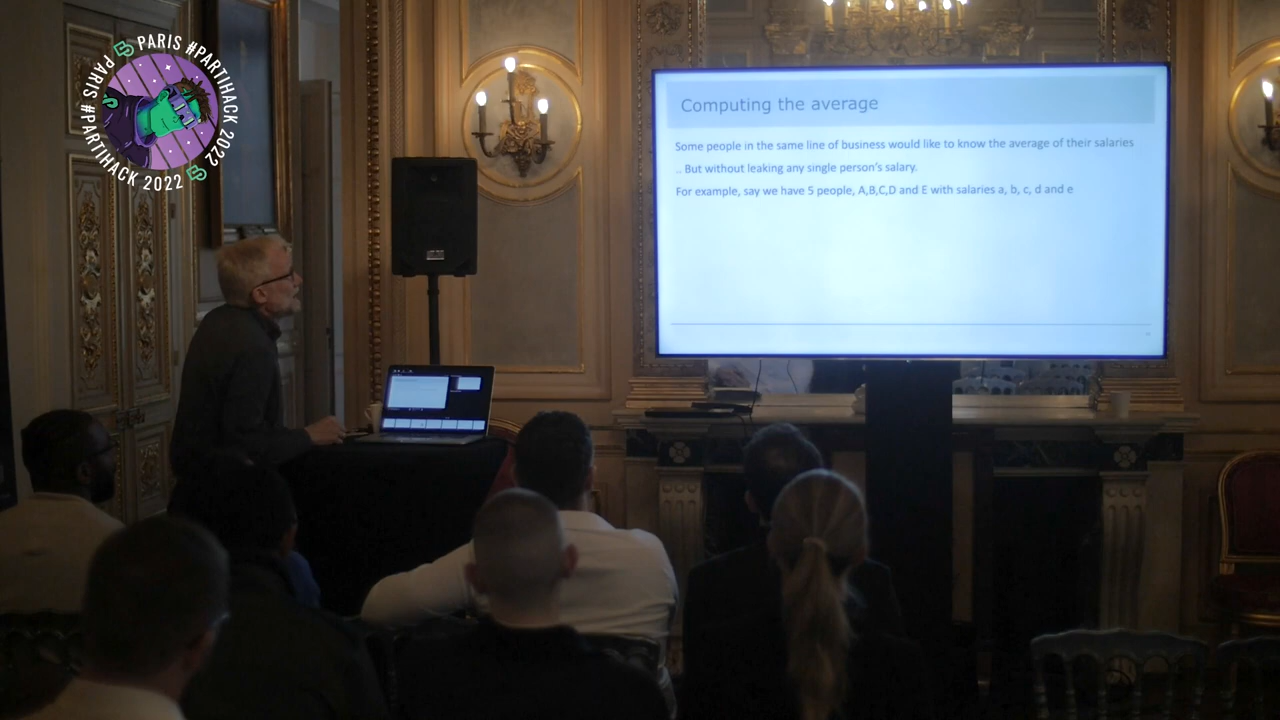 PARIS #PARTIHACK 2022
PARIS #PARTIHACK 2022
Computing the average
Some people in the same line of business would like to know the average of their salaries
.. But without leaking any single person's salary.
For example, say we have 5 people, A,B,C,D and E with salaries a, b, c, d and e